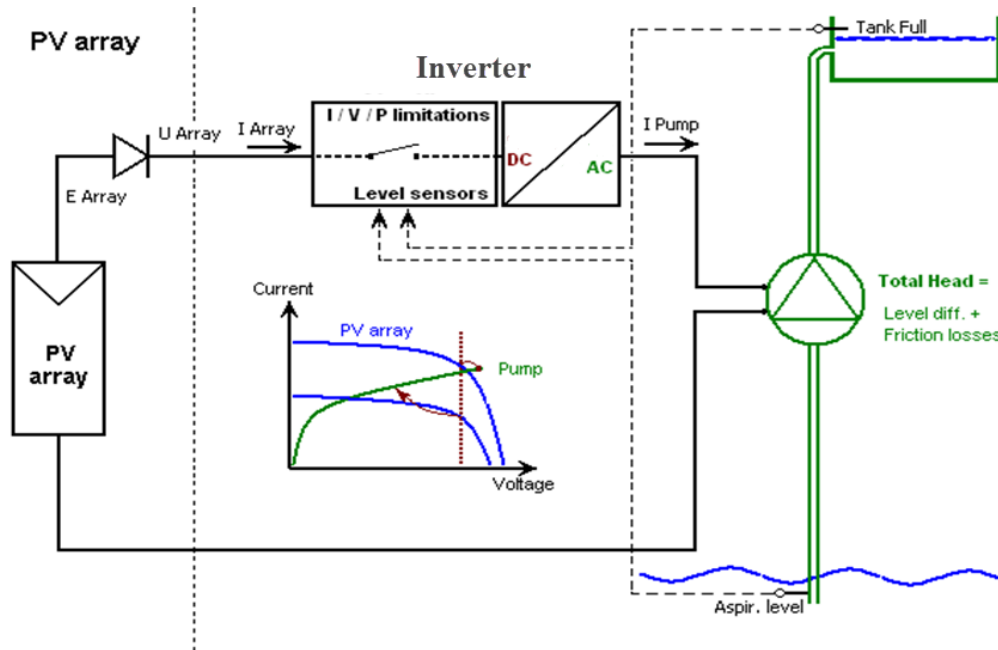 PV array
Inverter
Tank Full
U Array
I Array
I / V / P limitations
I Pump
DC
AC
E Array
Level sensors
Current
PV array
Pump
Voltage
PV
array
Total Head =
Level diff. +
Friction losses
Aspir. level